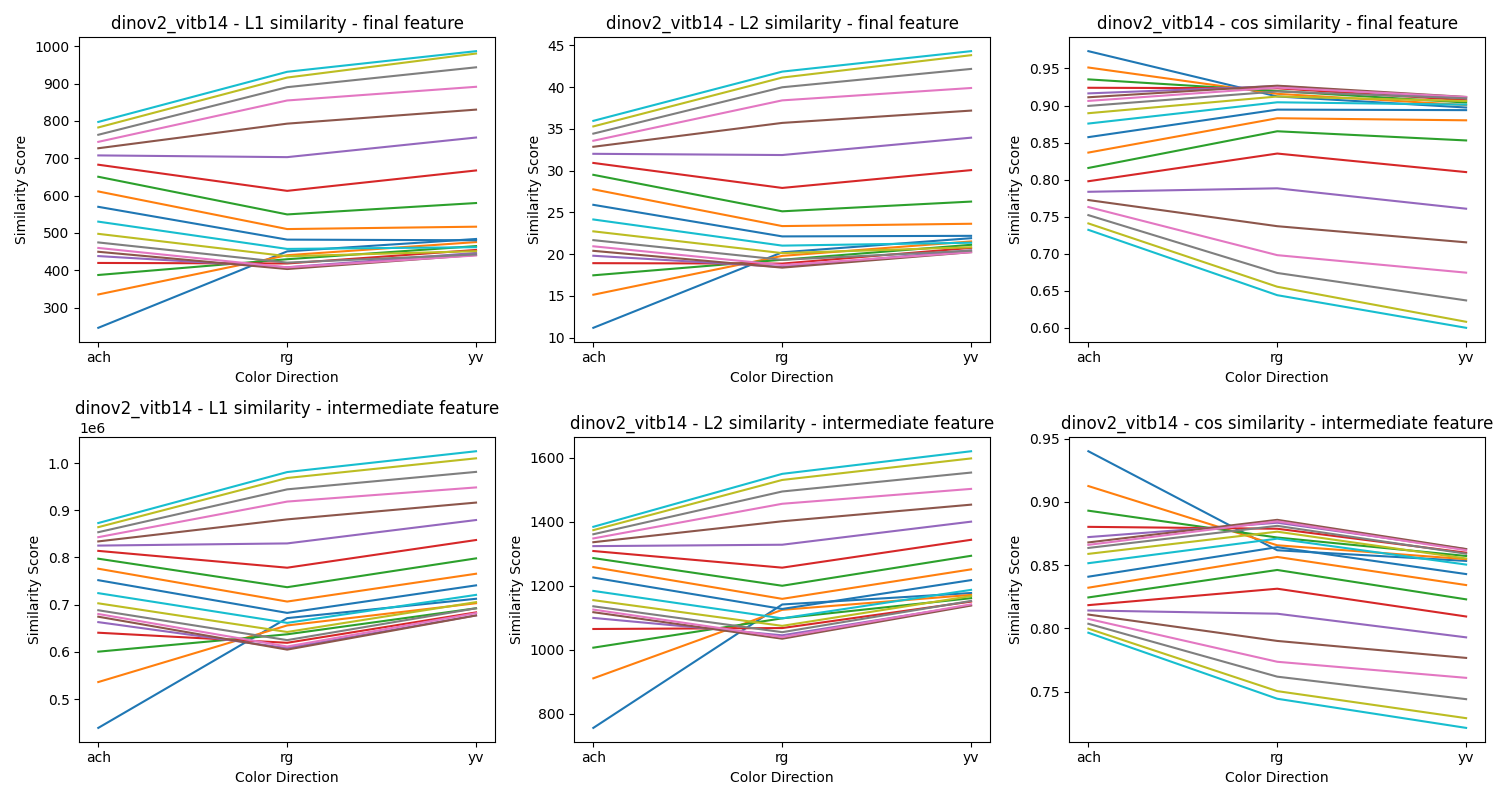 dinov2_vitb14 - L1 similarity - final feature
1000
900
800
700
600
500
400
300
Similarity Score
ach rg yv
Color Direction
dinov2_vitb14 - L2 similarity - final feature
45
40
35
30
25
20
15
10
Similarity Score
ach rg yv
Color Direction
dinov2_vitb14 - cos similarity - final feature
0.95
0.90
0.85
0.80
0.75
0.70
0.65
0.60
Similarity Score
ach rg yv
Color Direction
dinov2_vitb14 - L1 similarity - intermediate feature
1e6
1.0
0.9
0.8
0.7
0.6
0.5
Similarity Score
ach rg yv
Color Direction
dinov2_vitb14 - L2 similarity - intermediate feature
1600
1400
1200
1000
800
Similarity Score
ach rg yv
Color Direction
dinov2_vitb14 - cos similarity - intermediate feature
0.95
0.90
0.85
0.80
0.75
Similarity Score
ach rg yv
Color Direction